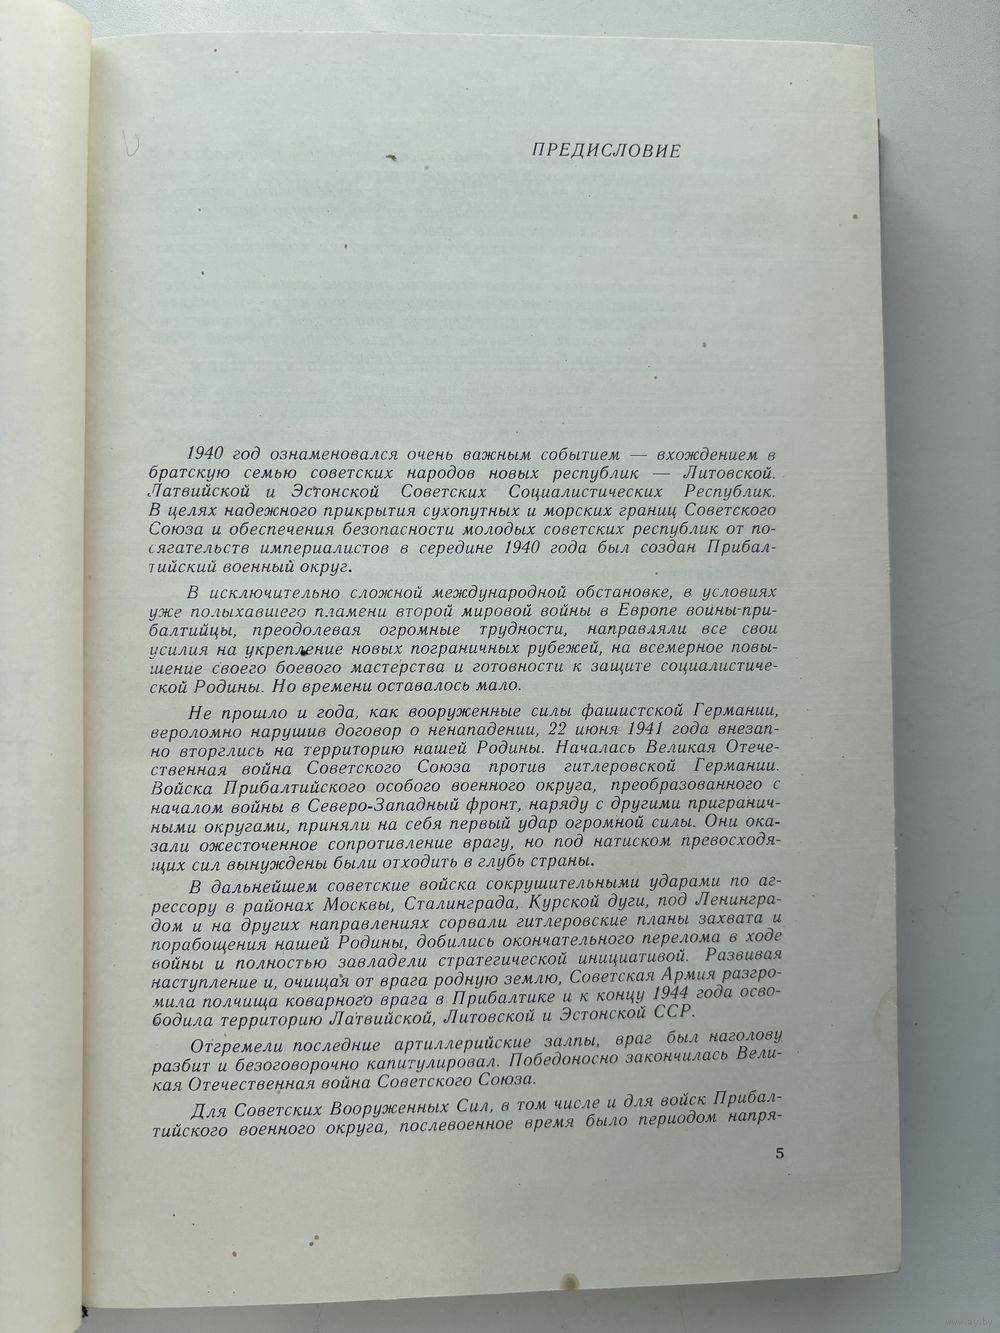 ПРЕДИСЛОВИЕ
1940 год ознаменовался очень важным событием — вхождением в
братскую семью советских народов новых республик — Литовской,
Латвийской и Эстонской Советских Социалистических Республик.
В целях надежного прикрытия сухопутных и морских границ Советского
Союза и обеспечения безопасности молодых советских республик от по-
сягательств империалистов в середине 1940 года был создан Прибал-
тийский военный округ.
В исключительно сложной международной обстановке, в условиях
уже полыхавшего пламени второй мировой войны в Европе воины-при-
балтийцы, преодолевая огромные трудности, направляли все свои
усилия на укрепление новых пограничных рубежей, на всемерное повы-
шение своего боевого мастерства и готовности к защите социалистиче-
ской Родины. Но времени оставалось мало.
Не прошло и года, как вооруженные силы фашистской Германии,
вероломно нарушив договор о ненападении, 22 июня 1941 года внезап-
но вторглись на территорию нашей Родины. Началась Великая Отече-
ственная война Советского Союза против гитлеровской Германии.
Войска Прибалтийского особого военного округа, преобразованного с
началом войны в Северо-Западный фронт, наряду с другими приграничн-
ными округами, приняли на себя первый удар огромной силы. Они ока-
зали ожесточенное сопротивление врагу, но под натиском превосходя-
щих сил вынуждены были отходить в глубь страны.
В дальнейшем советские войска сокрушительными ударами по аг-
рессору в районах Москвы, Сталинграда, Курской дуги, под Ленингра-
дом и на других направлениях сорвали гитлеровские планы захвата и
порабощения нашей Родины, добились окончательного перелома в ходе
войны и полностью завладели стратегической инициативой. Развивая
наступление и, очищая от врага родную землю, Советская Армия разгро-
мила полчища коварного врага в Прибалтике и к концу 1944 года осво-
бодила территорию Латвийской, Литовской и Эстонской ССР.
Отгремели последние артиллерийские залпы, враг был наголову
разбит и безоговорочно капитулировал. Победоносно закончилась Вели-
кая Отечественная война Советского Союза.
Для Советских Вооруженных Сил, в том числе и для войск Прибал-
тийского военного округа, послевоенное время было периодом напря-
5
www.ay.by